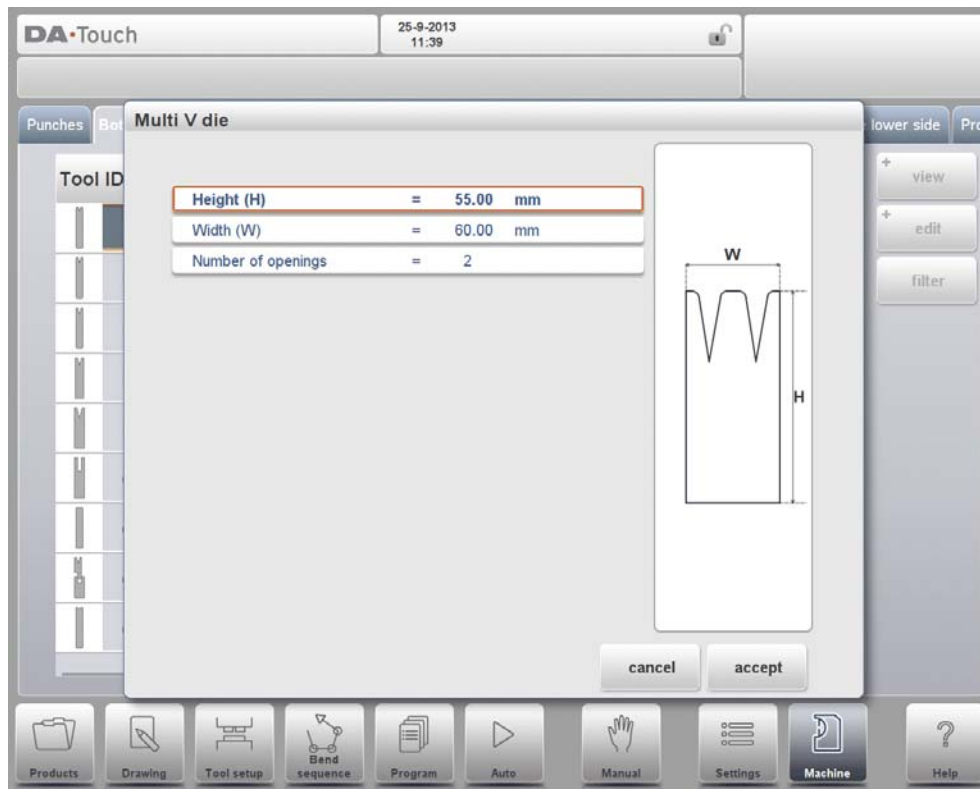 DA·Touch
25-9-2013
11:39
Punches
lower side
Multi V die
Tool ID
Height (H) = 55.00 mm
Width (W) = 60.00 mm
Number of openings = 2
W
H
+ view
+ edit
filter
cancel
accept
Products
Drawing
Tool setup
Bend
sequence
Program
Auto
Manual
Settings
Machine
? Help